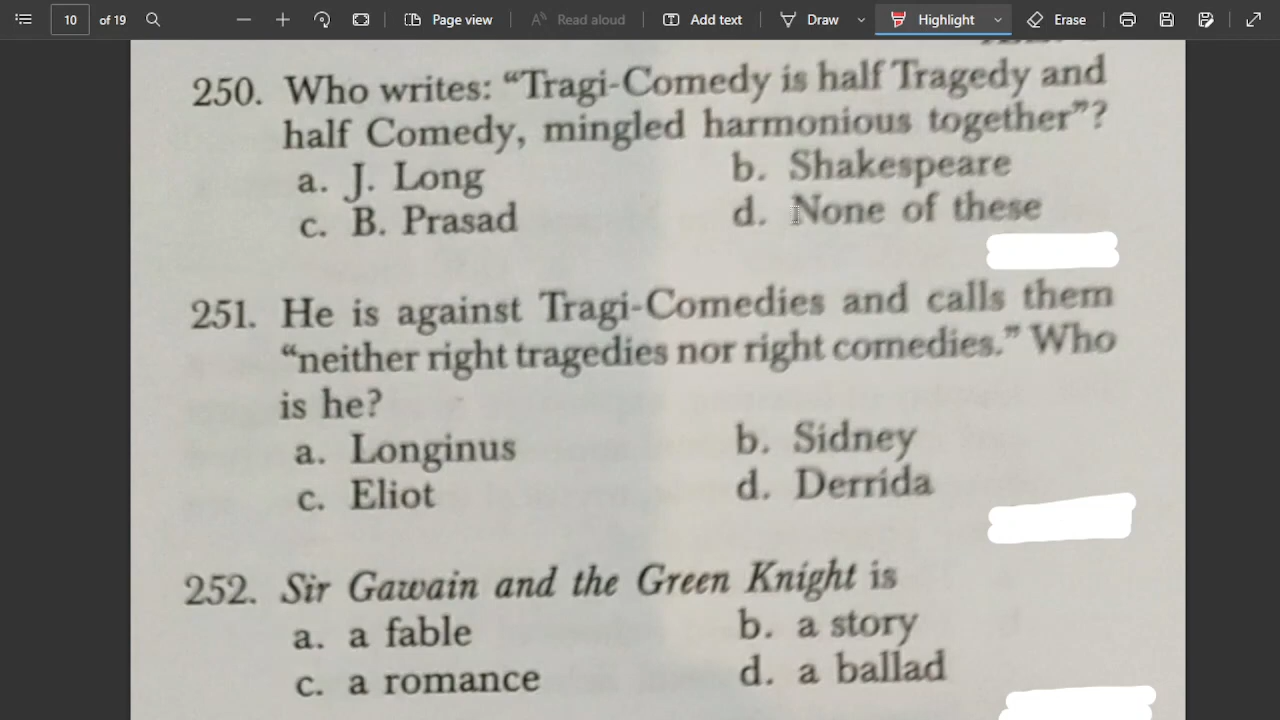 10 of 19 Page view Read aloud Add text Draw Highlight Erase
250. Who writes: “Tragi-Comedy is half Tragedy and
half Comedy, mingled harmonious together”?
a. J. Long b. Shakespeare
c. B. Prasad d. None of these
251. He is against Tragi-Comedies and calls them
“neither right tragedies nor right comedies.” Who
is he?
a. Longinus b. Sidney
c. Eliot d. Derrida
252. Sir Gawain and the Green Knight is
a. a fable b. a story
c. a romance d. a ballad